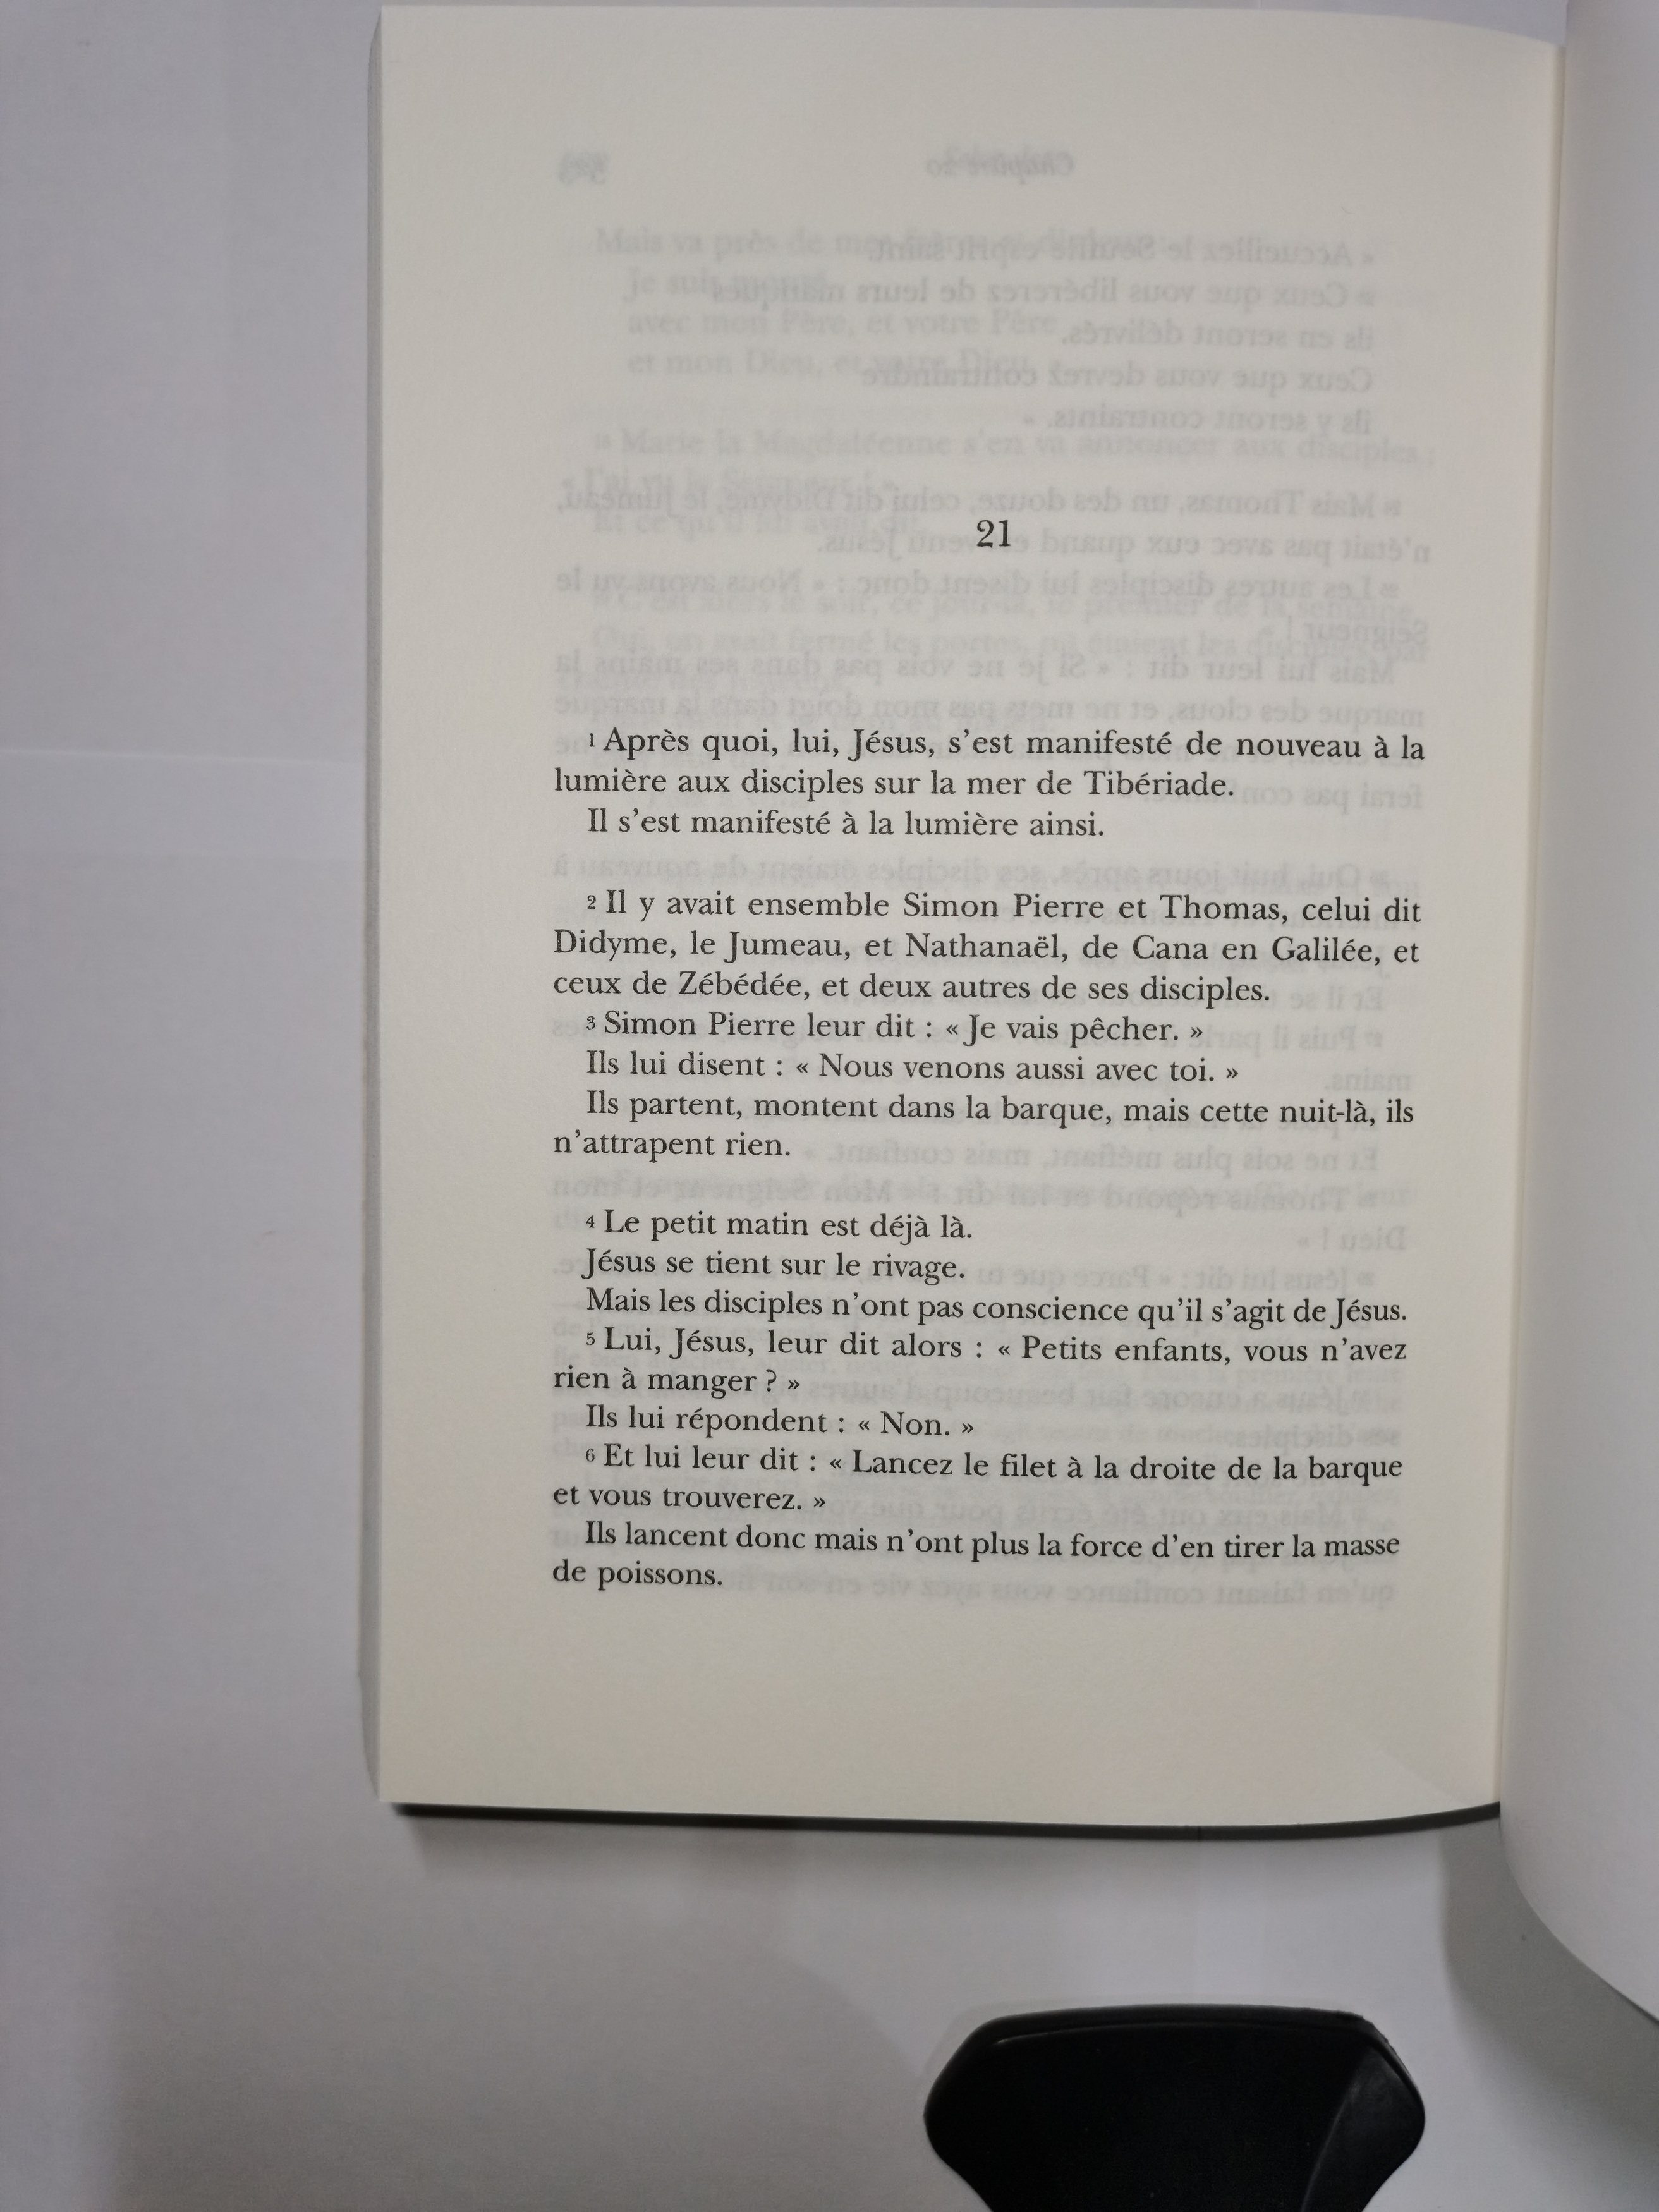 21
1 Après quoi, lui, Jésus, s'est manifesté de nouveau à la
lumière aux disciples sur la mer de Tibériade.
Il s'est manifesté à la lumière ainsi.
2 Il y avait ensemble Simon Pierre et Thomas, celui dit
Didyme, le Jumeau, et Nathanaël, de Cana en Galilée, et
ceux de Zébédée, et deux autres de ses disciples.
3 Simon Pierre leur dit : « Je vais pêcher. »
Ils lui disent : « Nous venons aussi avec toi. »
Ils partent, montent dans la barque, mais cette nuit-là, ils
n'attrapent rien.
4 Le petit matin est déjà là.
Jésus se tient sur le rivage.
Mais les disciples n'ont pas conscience qu'il s'agit de Jésus.
5 Lui, Jésus, leur dit alors : « Petits enfants, vous n'avez
rien à manger ? »
Ils lui répondent : « Non. »
6 Et lui leur dit : « Lancez le filet à la droite de la barque
et vous trouverez. »
Ils lancent donc mais n'ont plus la force d'en tirer la masse
de poissons.